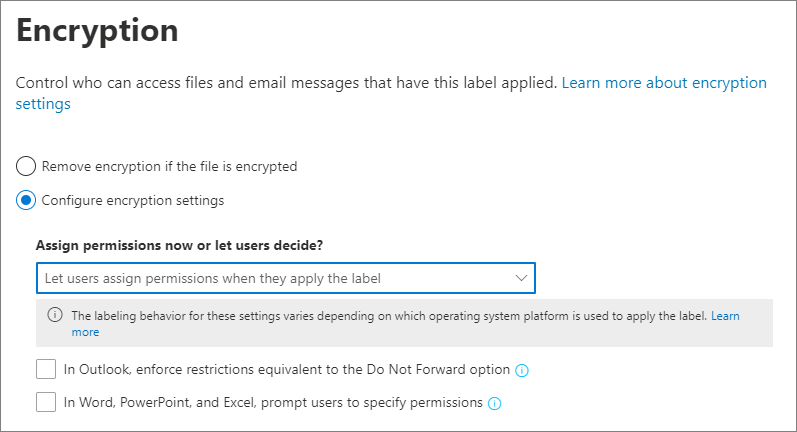 Encryption
Control who can access files and email messages that have this label applied. Learn more about encryption
settings
Remove encryption if the file is encrypted
Configure encryption settings
Assign permissions now or let users decide?
Let users assign permissions when they apply the label
The labeling behavior for these settings varies depending on which operating system platform is used to apply the label. Learn
more
In Outlook, enforce restrictions equivalent to the Do Not Forward option
In Word, PowerPoint, and Excel, prompt users to specify permissions